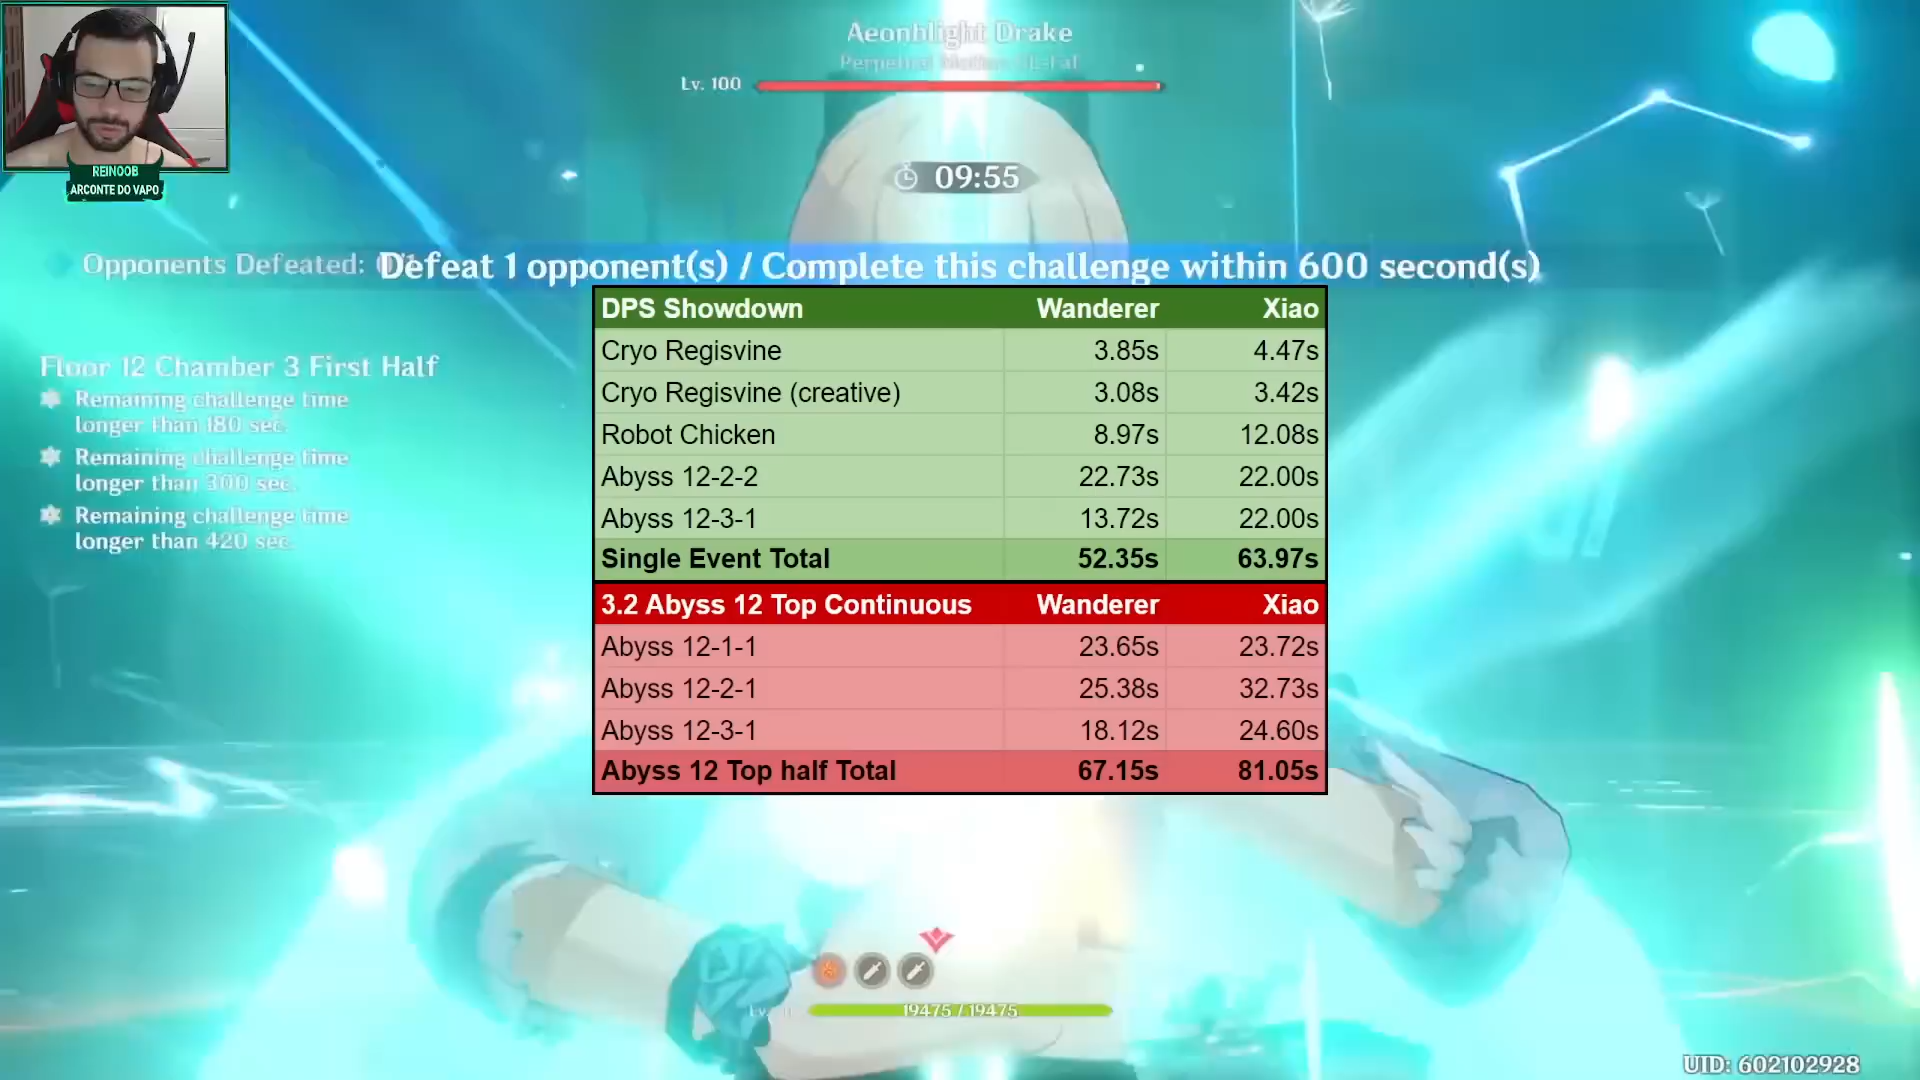 Aeonblight Drake
Lv. 100
09:55
REINOOB
ARCONTE DO VAPO
Opponents Defeated:
Defeat 1 opponent(s) / Complete this challenge within 600 second(s)
Floor 12 Chamber 3 First Half
Remaining challenge time
longer than 180 sec.
Remaining challenge time
longer than 300 sec.
Remaining challenge time
longer than 420 sec.
DPS Showdown Wanderer Xiao
Cryo Regisvine 3.85s 4.47s
Cryo Regisvine (creative) 3.08s 3.42s
Robot Chicken 8.97s 12.08s
Abyss 12-2-2 22.73s 22.00s
Abyss 12-3-1 13.72s 22.00s
Single Event Total 52.35s 63.97s
3.2 Abyss 12 Top Continuous Wanderer Xiao
Abyss 12-1-1 23.65s 23.72s
Abyss 12-2-1 25.38s 32.73s
Abyss 12-3-1 18.12s 24.60s
Abyss 12 Top half Total 67.15s 81.05s
19475 / 19475
UID: 602102928